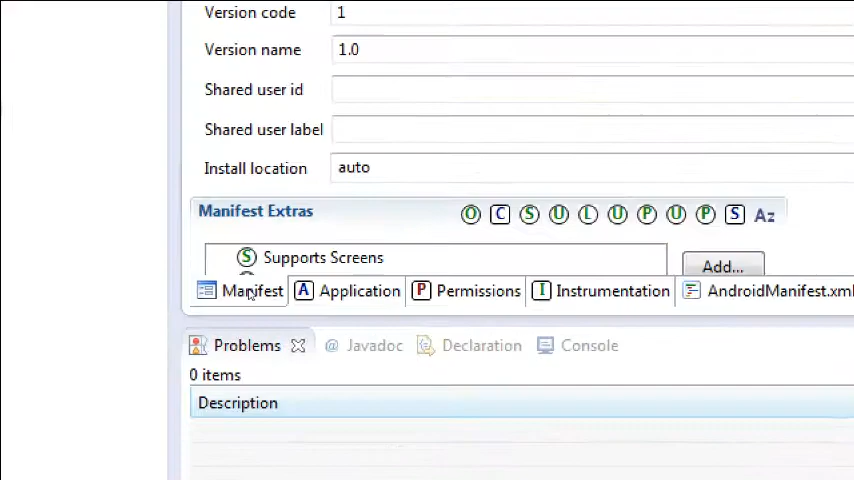 Version code 1
Version name 1.0
Shared user id
Shared user label
Install location auto
Manifest Extras O C S U L U P U P S Az
S Supports Screens
Add...
Manifest A Application P Permissions I Instrumentation AndroidManifest.xml
Problems @ Javadoc Declaration Console
0 items
Description